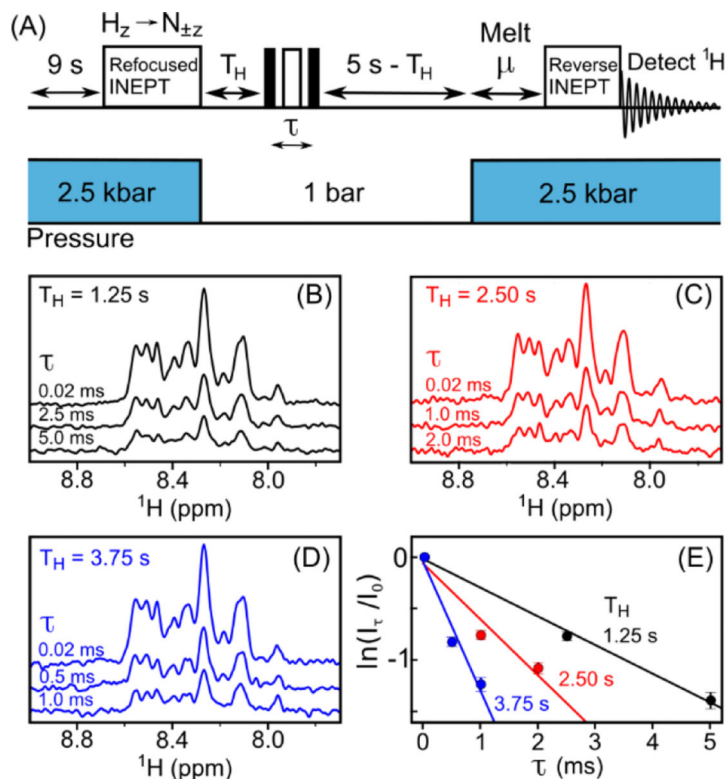 (A)
H_z → N_±z
9 s
Refocused
INEPT
T_H
τ
5 s - T_H
Melt
μ
Reverse
INEPT
Detect ¹H
2.5 kbar
1 bar
2.5 kbar
Pressure
T_H = 1.25 s
(B)
τ
0.02 ms
2.5 ms
5.0 ms
8.8 8.4 8.0
¹H (ppm)
T_H = 2.50 s
(C)
τ
0.02 ms
1.0 ms
2.0 ms
8.8 8.4 8.0
¹H (ppm)
T_H = 3.75 s
(D)
τ
0.02 ms
0.5 ms
1.0 ms
8.8 8.4 8.0
¹H (ppm)
(E)
ln(I_τ /I_0)
0
-1
T_H
1.25 s
2.50 s
3.75 s
0 1 2 3 4 5
τ (ms)